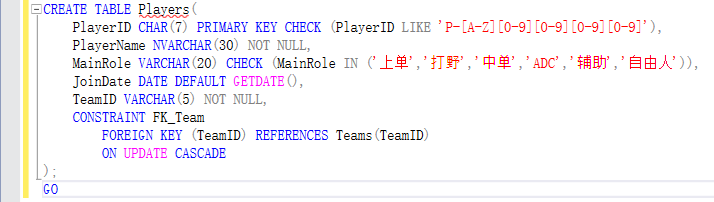 CREATE TABLE Players(
PlayerID CHAR(7) PRIMARY KEY CHECK (PlayerID LIKE 'P-[A-Z][0-9][0-9][0-9][0-9]'),
PlayerName NVARCHAR(30) NOT NULL,
MainRole VARCHAR(20) CHECK (MainRole IN ('上单','打野','中单','ADC','辅助','自由人')),
JoinDate DATE DEFAULT GETDATE(),
TeamID VARCHAR(5) NOT NULL,
CONSTRAINT FK_Team
FOREIGN KEY (TeamID) REFERENCES Teams(TeamID)
ON UPDATE CASCADE
);
GO